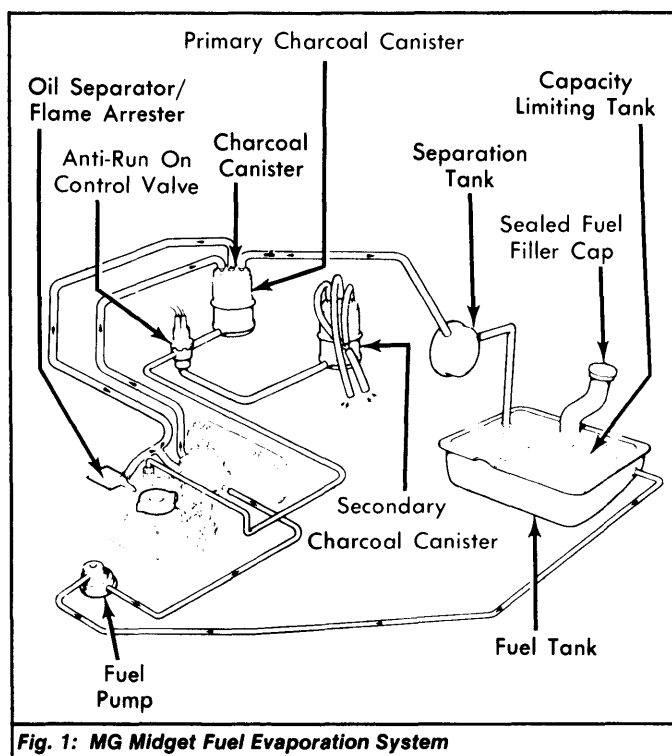 Primary Charcoal Canister
Oil Separator/
Flame Arrester
Capacity
Limiting Tank
Anti-Run On
Control Valve
Charcoal
Canister
Separation
Tank
Sealed Fuel
Filler Cap
Secondary
Charcoal Canister
Fuel Tank
Fuel
Pump
Fig. 1: MG Midget Fuel Evaporation System